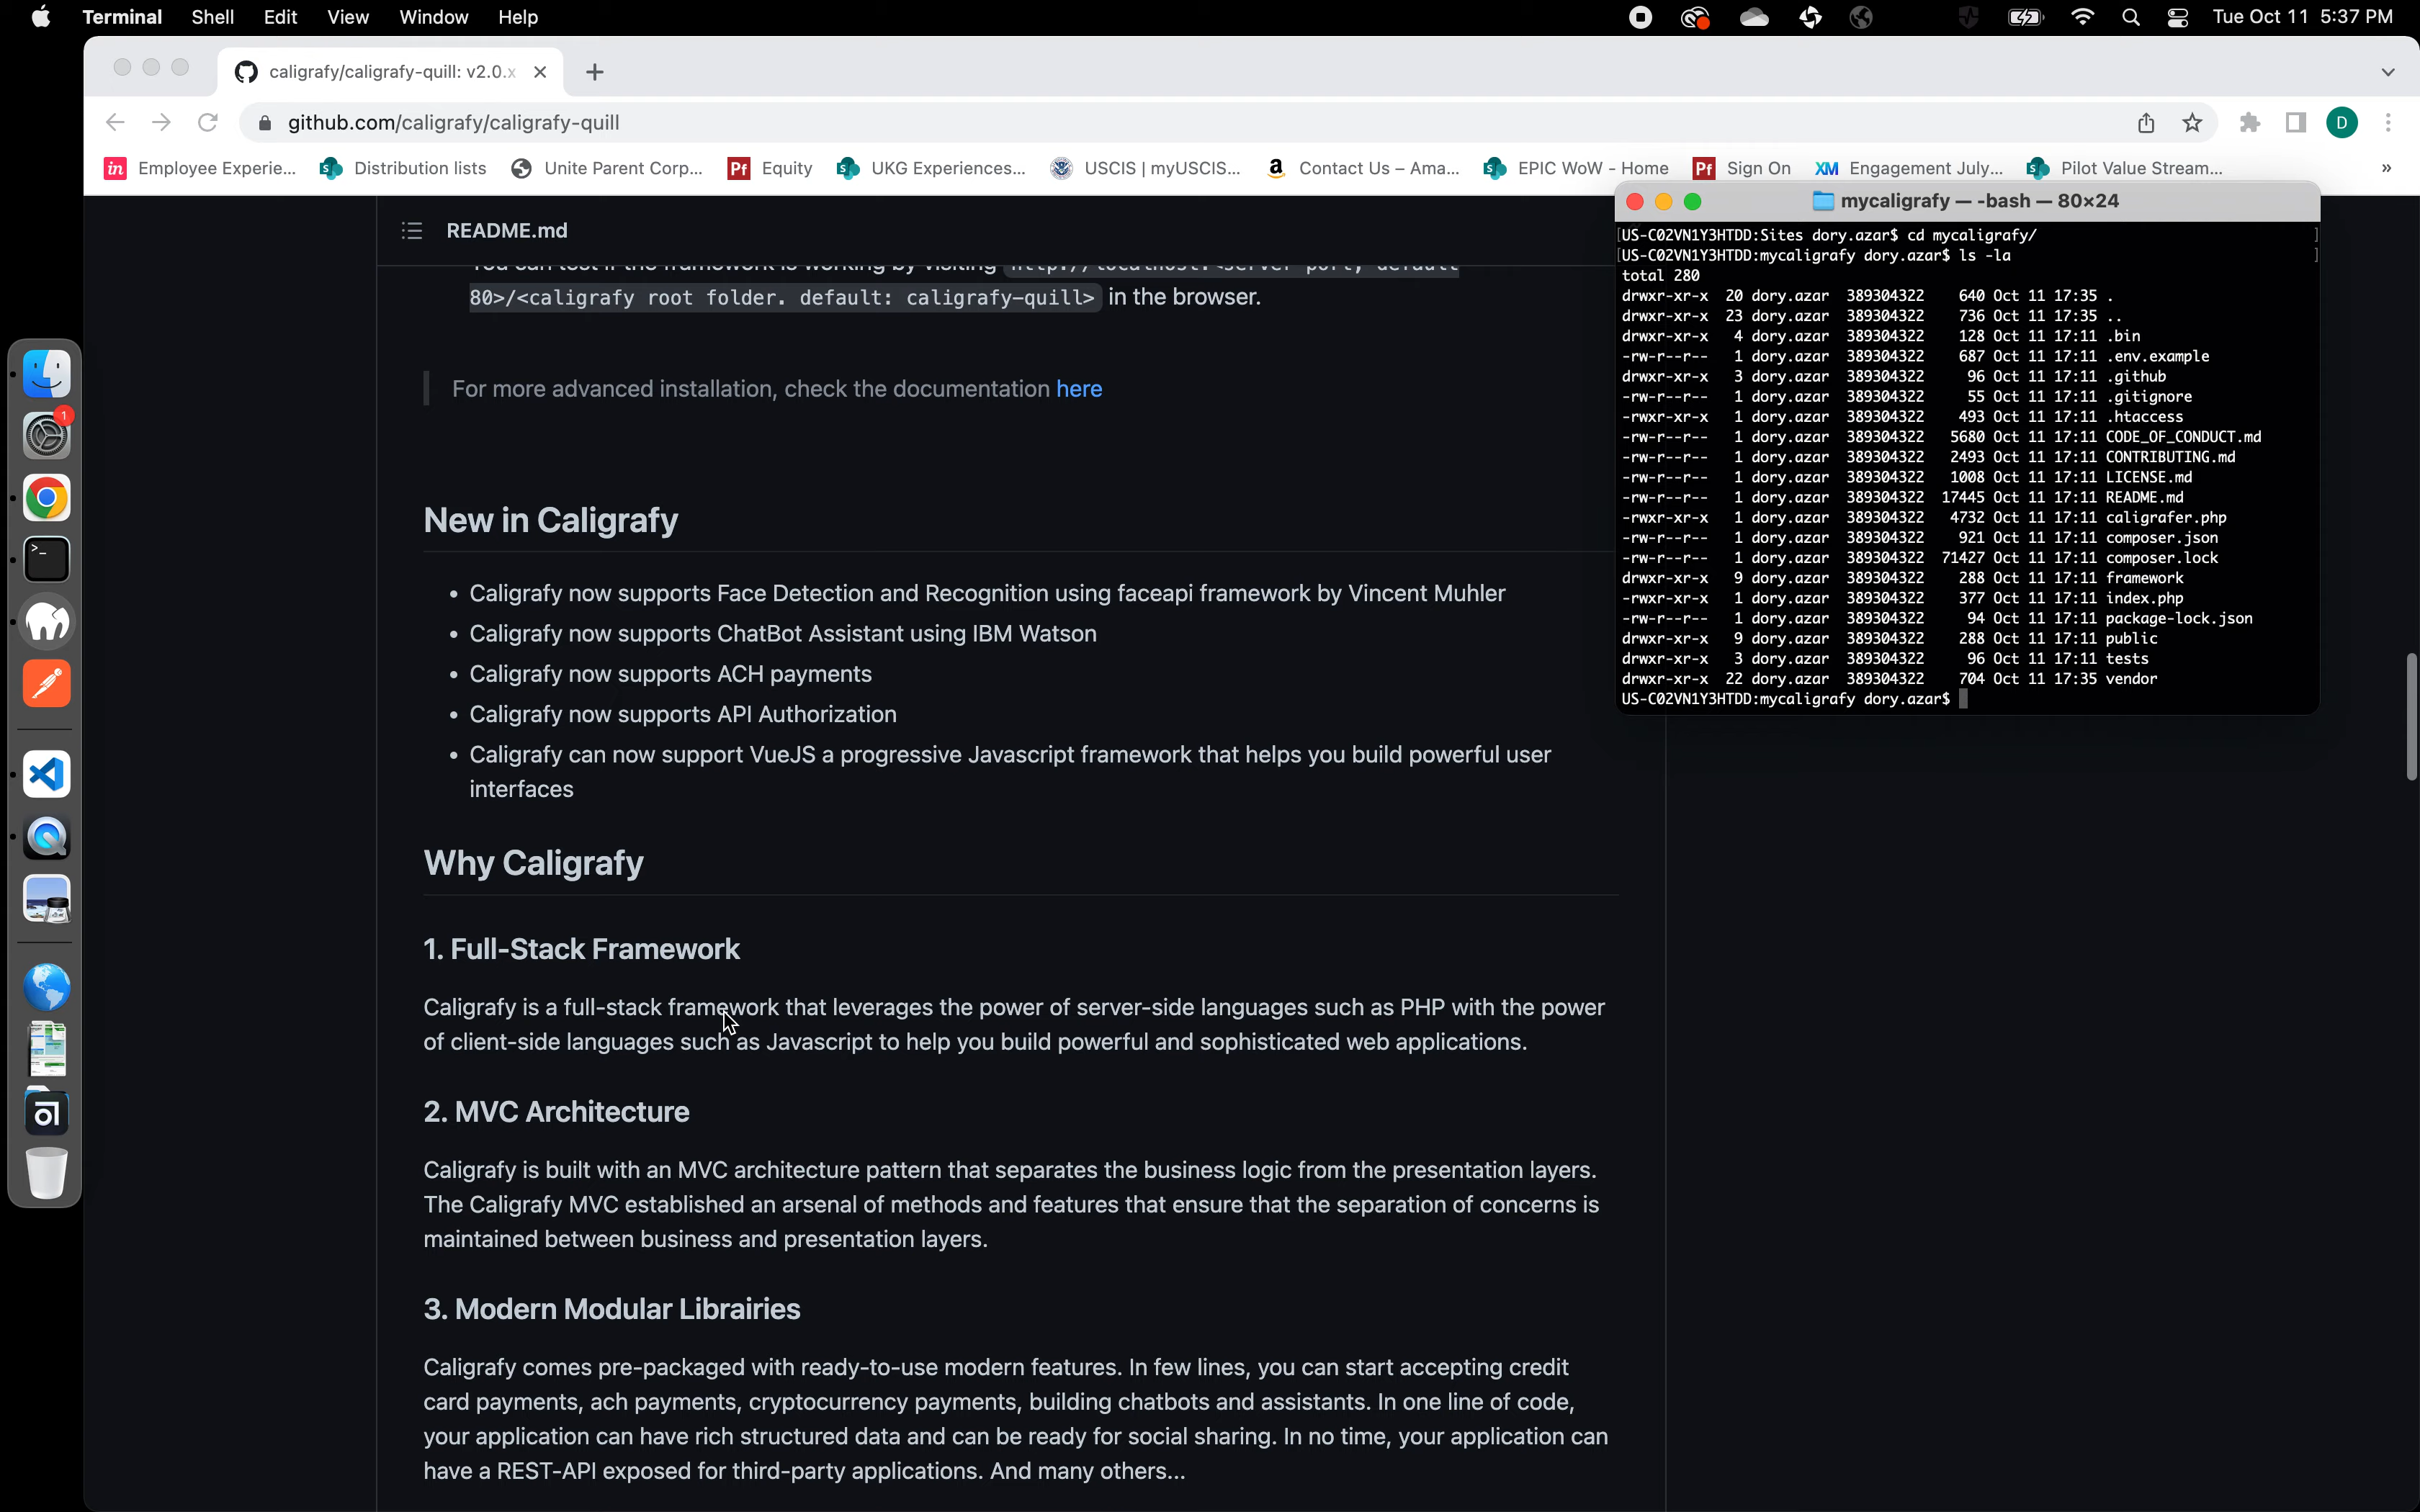 Terminal Shell Edit View Window Help Tue Oct 11 5:37 PM
caligrafy/caligrafy-quill: v2.0.x
github.com/caligrafy/caligrafy-quill
D
in Employee Experie... Distribution lists Unite Parent Corp... Pf Equity UKG Experiences... USCIS | myUSCIS... Contact Us – Ama... EPIC WoW - Home Pf Sign On XM Engagement July... Pilot Value Stream... »
README.md
80>/<caligrafy root folder. default: caligrafy-quill> in the browser.
For more advanced installation, check the documentation here
New in Caligrafy
• Caligrafy now supports Face Detection and Recognition using faceapi framework by Vincent Muhler
• Caligrafy now supports ChatBot Assistant using IBM Watson
• Caligrafy now supports ACH payments
• Caligrafy now supports API Authorization
• Caligrafy can now support VueJS a progressive Javascript framework that helps you build powerful user
interfaces
Why Caligrafy
1. Full-Stack Framework
Caligrafy is a full-stack framework that leverages the power of server-side languages such as PHP with the power
of client-side languages such as Javascript to help you build powerful and sophisticated web applications.
2. MVC Architecture
Caligrafy is built with an MVC architecture pattern that separates the business logic from the presentation layers.
The Caligrafy MVC established an arsenal of methods and features that ensure that the separation of concerns is
maintained between business and presentation layers.
3. Modern Modular Librairies
Caligrafy comes pre-packaged with ready-to-use modern features. In few lines, you can start accepting credit
card payments, ach payments, cryptocurrency payments, building chatbots and assistants. In one line of code,
your application can have rich structured data and can be ready for social sharing. In no time, your application can
have a REST-API exposed for third-party applications. And many others...
mycaligrafy — -bash — 80×24
[US-C02VN1Y3HTDD:Sites dory.azar$ cd mycaligrafy/ ]
[US-C02VN1Y3HTDD:mycaligrafy dory.azar$ ls -la ]
total 280
drwxr-xr-x 20 dory.azar 389304322 640 Oct 11 17:35 .
drwxr-xr-x 23 dory.azar 389304322 736 Oct 11 17:35 ..
drwxr-xr-x 4 dory.azar 389304322 128 Oct 11 17:11 .bin
-rw-r--r-- 1 dory.azar 389304322 687 Oct 11 17:11 .env.example
drwxr-xr-x 3 dory.azar 389304322 96 Oct 11 17:11 .github
-rw-r--r-- 1 dory.azar 389304322 55 Oct 11 17:11 .gitignore
-rwxr-xr-x 1 dory.azar 389304322 493 Oct 11 17:11 .htaccess
-rw-r--r-- 1 dory.azar 389304322 5680 Oct 11 17:11 CODE_OF_CONDUCT.md
-rw-r--r-- 1 dory.azar 389304322 2493 Oct 11 17:11 CONTRIBUTING.md
-rw-r--r-- 1 dory.azar 389304322 1008 Oct 11 17:11 LICENSE.md
-rw-r--r-- 1 dory.azar 389304322 17445 Oct 11 17:11 README.md
-rwxr-xr-x 1 dory.azar 389304322 4732 Oct 11 17:11 caligrafer.php
-rw-r--r-- 1 dory.azar 389304322 921 Oct 11 17:11 composer.json
-rw-r--r-- 1 dory.azar 389304322 71427 Oct 11 17:11 composer.lock
drwxr-xr-x 9 dory.azar 389304322 288 Oct 11 17:11 framework
-rwxr-xr-x 1 dory.azar 389304322 377 Oct 11 17:11 index.php
-rw-r--r-- 1 dory.azar 389304322 94 Oct 11 17:11 package-lock.json
drwxr-xr-x 9 dory.azar 389304322 288 Oct 11 17:11 public
drwxr-xr-x 3 dory.azar 389304322 96 Oct 11 17:11 tests
drwxr-xr-x 22 dory.azar 389304322 704 Oct 11 17:35 vendor
US-C02VN1Y3HTDD:mycaligrafy dory.azar$
1